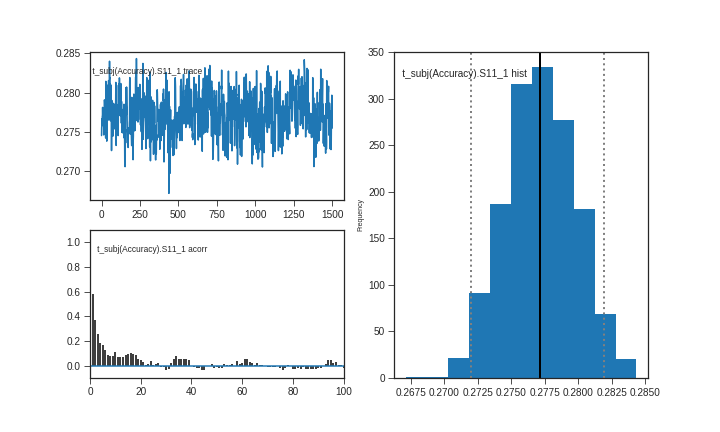 0.285
0.280
0.275
0.270
t_subj(Accuracy).S11_1 trace
0 250 500 750 1000 1250 1500
1.0
0.8
0.6
0.4
0.2
0.0
t_subj(Accuracy).S11_1 acorr
0 20 40 60 80 100
350
300
250
200
150
100
50
0
Frequency
t_subj(Accuracy).S11_1 hist
0.2675 0.2700 0.2725 0.2750 0.2775 0.2800 0.2825 0.2850